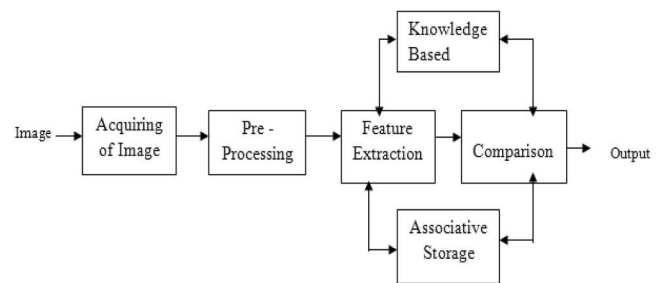 Knowledge
Based
Image
Acquiring
of Image
Pre -
Processing
Feature
Extraction
Comparison
Output
Associative
Storage